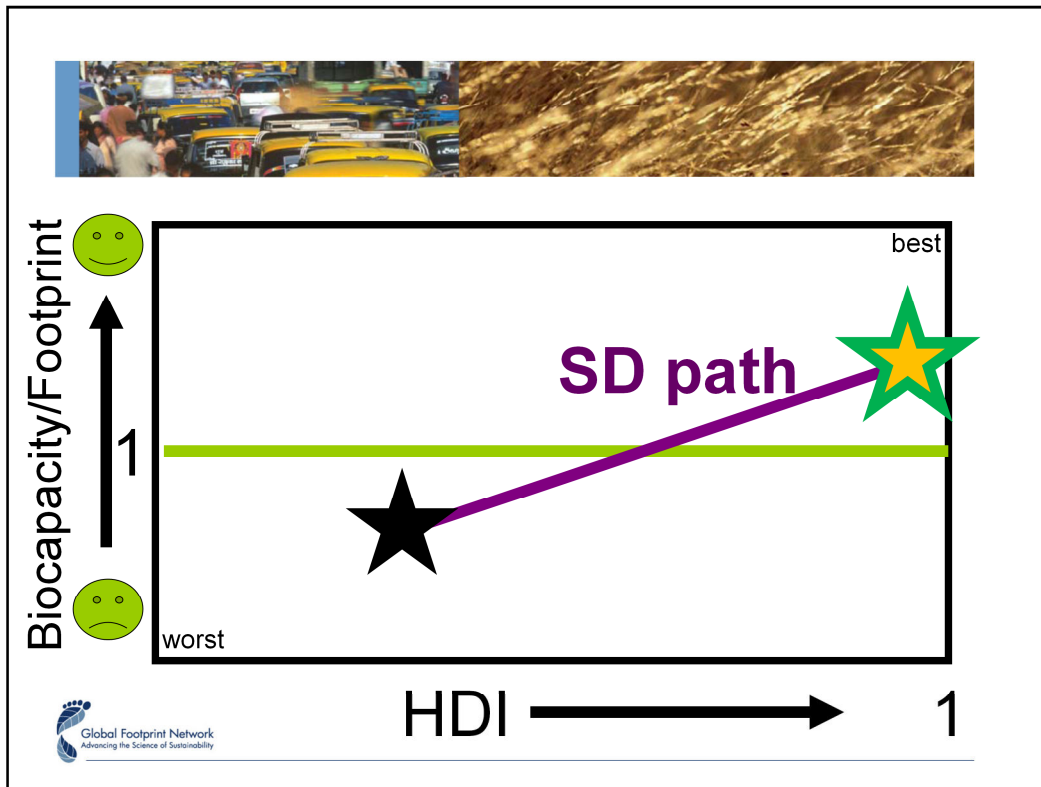 best
SD path
Biocapacity/Footprint
1
worst
HDI
1
Global Footprint Network
Advancing the Science of Sustainability